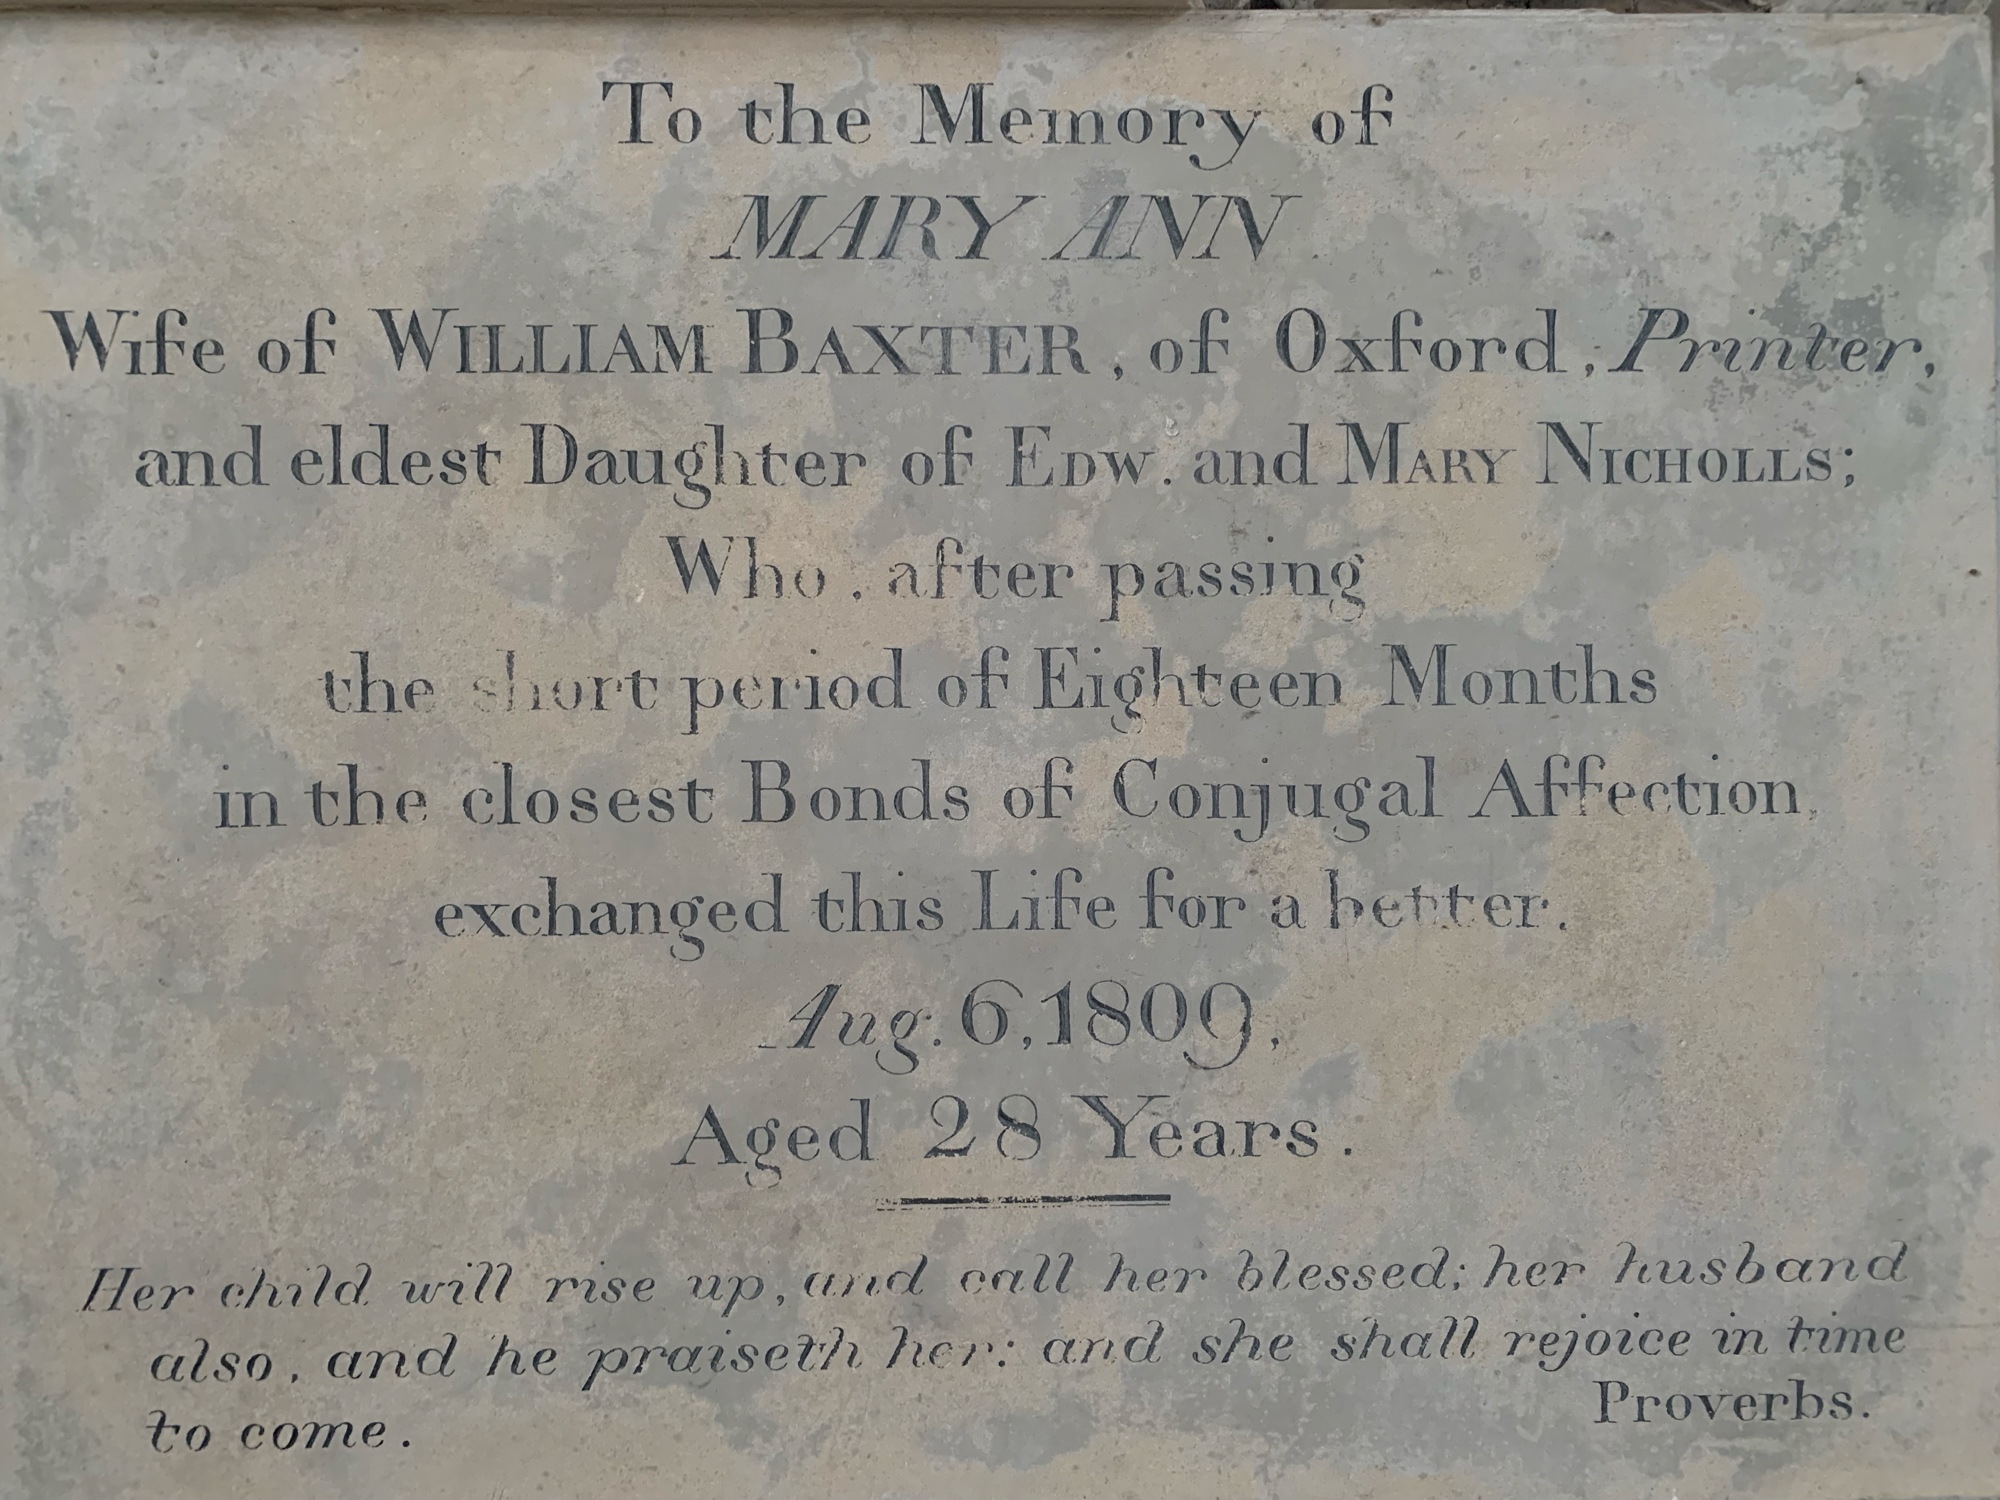 To the Memory of
MARY ANN
Wife of WILLIAM BAXTER, of Oxford, Printer,
and eldest Daughter of EDW. and MARY NICHOLLS;
Who, after passing
the short period of Eighteen Months
in the closest Bonds of Conjugal Affection,
exchanged this Life for a better.
Aug. 6, 1809,
Aged 28 Years.
Her child will rise up, and call her blessed; her husband
also, and he praiseth her: and she shall rejoice in time
to come.
Proverbs.